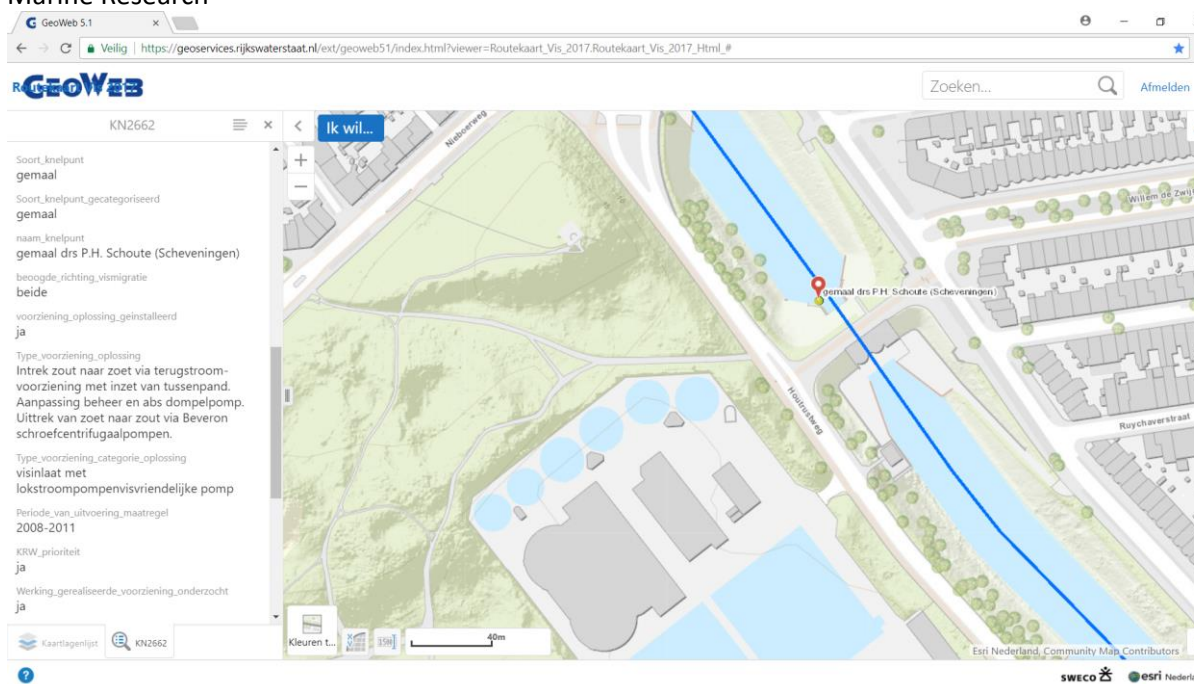 Marine Research
GeoWeb 5.1
Veilig | https://geoservices.rijkswaterstaat.nl/ext/geoweb51/index.html?viewer=Routekaart_Vis_2017.Routekaart_Vis_2017_Html_#
GEOWEB
Zoeken...
Afmelden
KN2662
Ik wil...
Soort_knelpunt
gemaal
Soort_knelpunt_gecategoriseerd
gemaal
naam_knelpunt
gemaal drs P.H. Schoute (Scheveningen)
beoogde_richting_vismigratie
beide
voorziening_oplossing_geinstalleerd
ja
Type_voorziening_oplossing
Intrek zout naar zoet via terugstroom-
voorziening met inzet van tussenpand.
Aanpassing beheer en abs dompelpomp.
Uittrek van zoet naar zout via Beveron
schroefcentrifugaalpompen.
Type_voorziening_categorie_oplossing
visinlaat met
lokstroompompenvisvriendelijke pomp
Periode_van_uitvoering_maatregel
2008-2011
KRW_prioriteit
ja
Werking_gerealiseerde_voorziening_onderzocht
ja
Kaartlagenlijst
KN2662
Nieboerweg
Willem de Zwij
gemaal drs P.H. Schoute (Scheveningen)
Houtrustweg
Ruychaverstraat
Kleuren t...
40m
Esri Nederland, Community Map Contributors
SWECO
esri Nederla